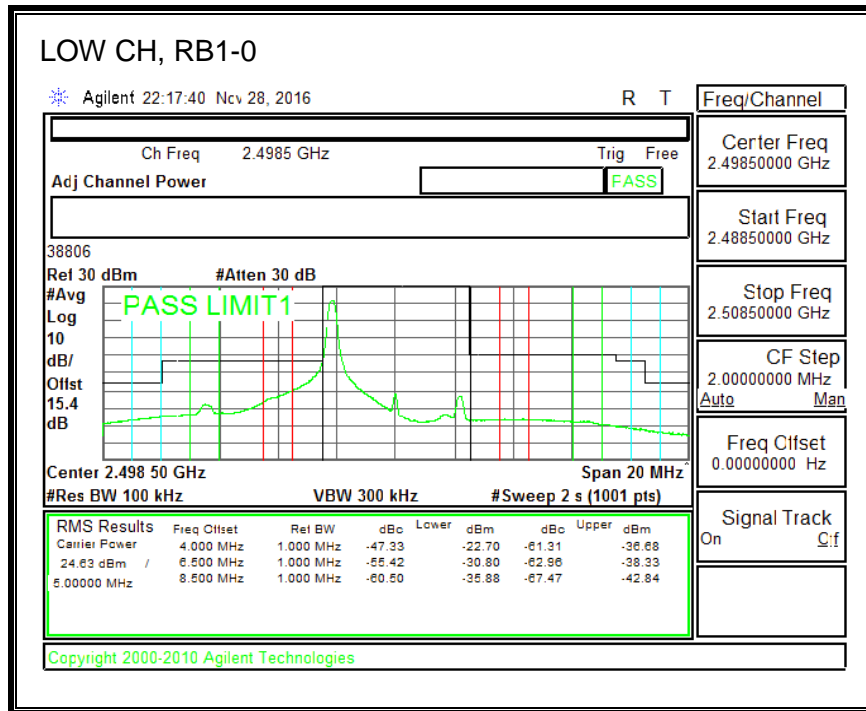 LOW CH, RB1-0
Agilent 22:17:40 Nov 28, 2016 R T
Ch Freq 2.4985 GHz Trig Free
Adj Channel Power PASS
38806
Ref 30 dBm #Atten 30 dB
#Avg
Log
10
dB/
Offst
15.4
dB
PASS LIMIT1
Center 2.498 50 GHz Span 20 MHz
#Res BW 100 kHz VBW 300 kHz #Sweep 2 s (1001 pts)
RMS Results Freq Offset Ref BW dBc Lower dBm dBc Upper dBm
Carrier Power 4.000 MHz 1.000 MHz -47.33 -22.70 -61.31 -36.68
24.63 dBm / 6.500 MHz 1.000 MHz -55.42 -30.80 -62.96 -38.33
5.00000 MHz 8.500 MHz 1.000 MHz -60.50 -35.88 -67.47 -42.84
Copyright 2000-2010 Agilent Technologies
Freq/Channel
Center Freq
2.49850000 GHz
Start Freq
2.48850000 GHz
Stop Freq
2.50850000 GHz
CF Step
2.00000000 MHz
Auto Man
Freq Offset
0.00000000 Hz
Signal Track
On Off